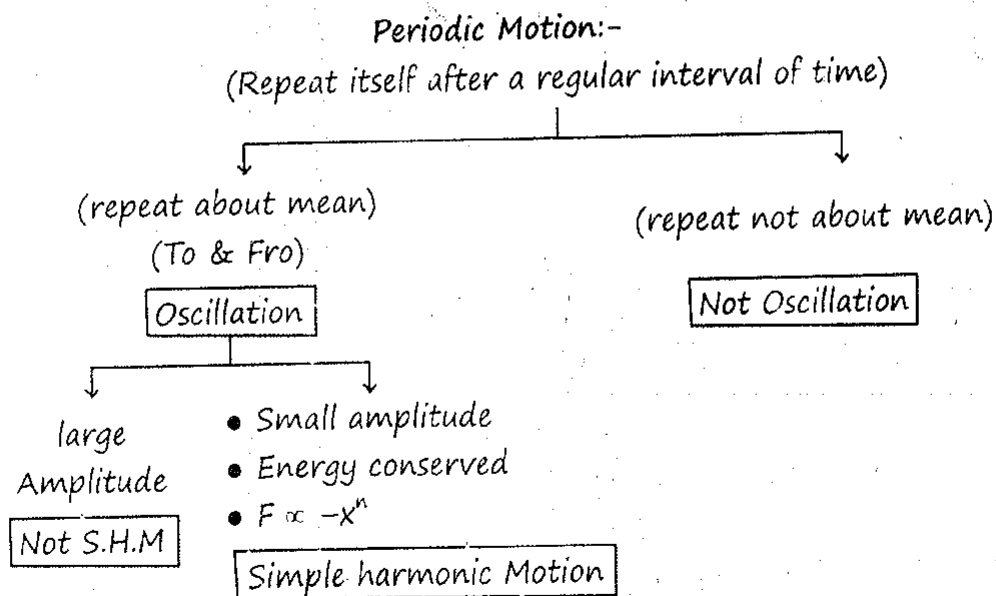 Periodic Motion:-
(Repeat itself after a regular interval of time)
(repeat about mean)
(To & Fro)
Oscillation
(repeat not about mean)
Not Oscillation
large
Amplitude
Not S.H.M
• Small amplitude
• Energy conserved
• F ∝ -xⁿ
Simple harmonic Motion